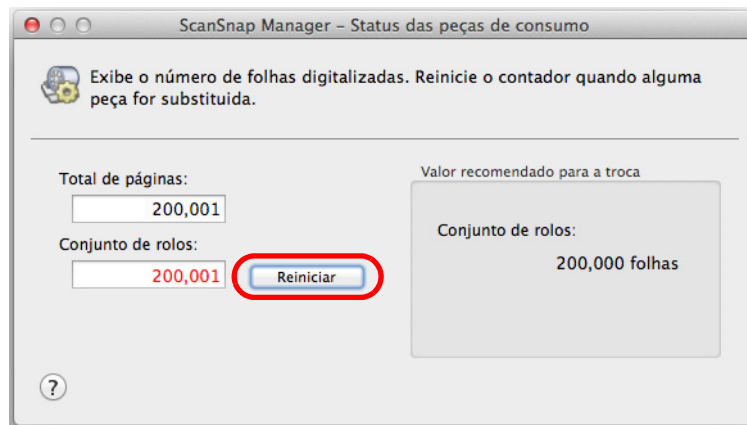 ScanSnap Manager – Status das peças de consumo
Exibe o número de folhas digitalizadas. Reinicie o contador quando alguma
peça for substituida.
Total de páginas:
200,001
Conjunto de rolos:
200,001
Reiniciar
Valor recomendado para a troca
Conjunto de rolos:
200,000 folhas
?